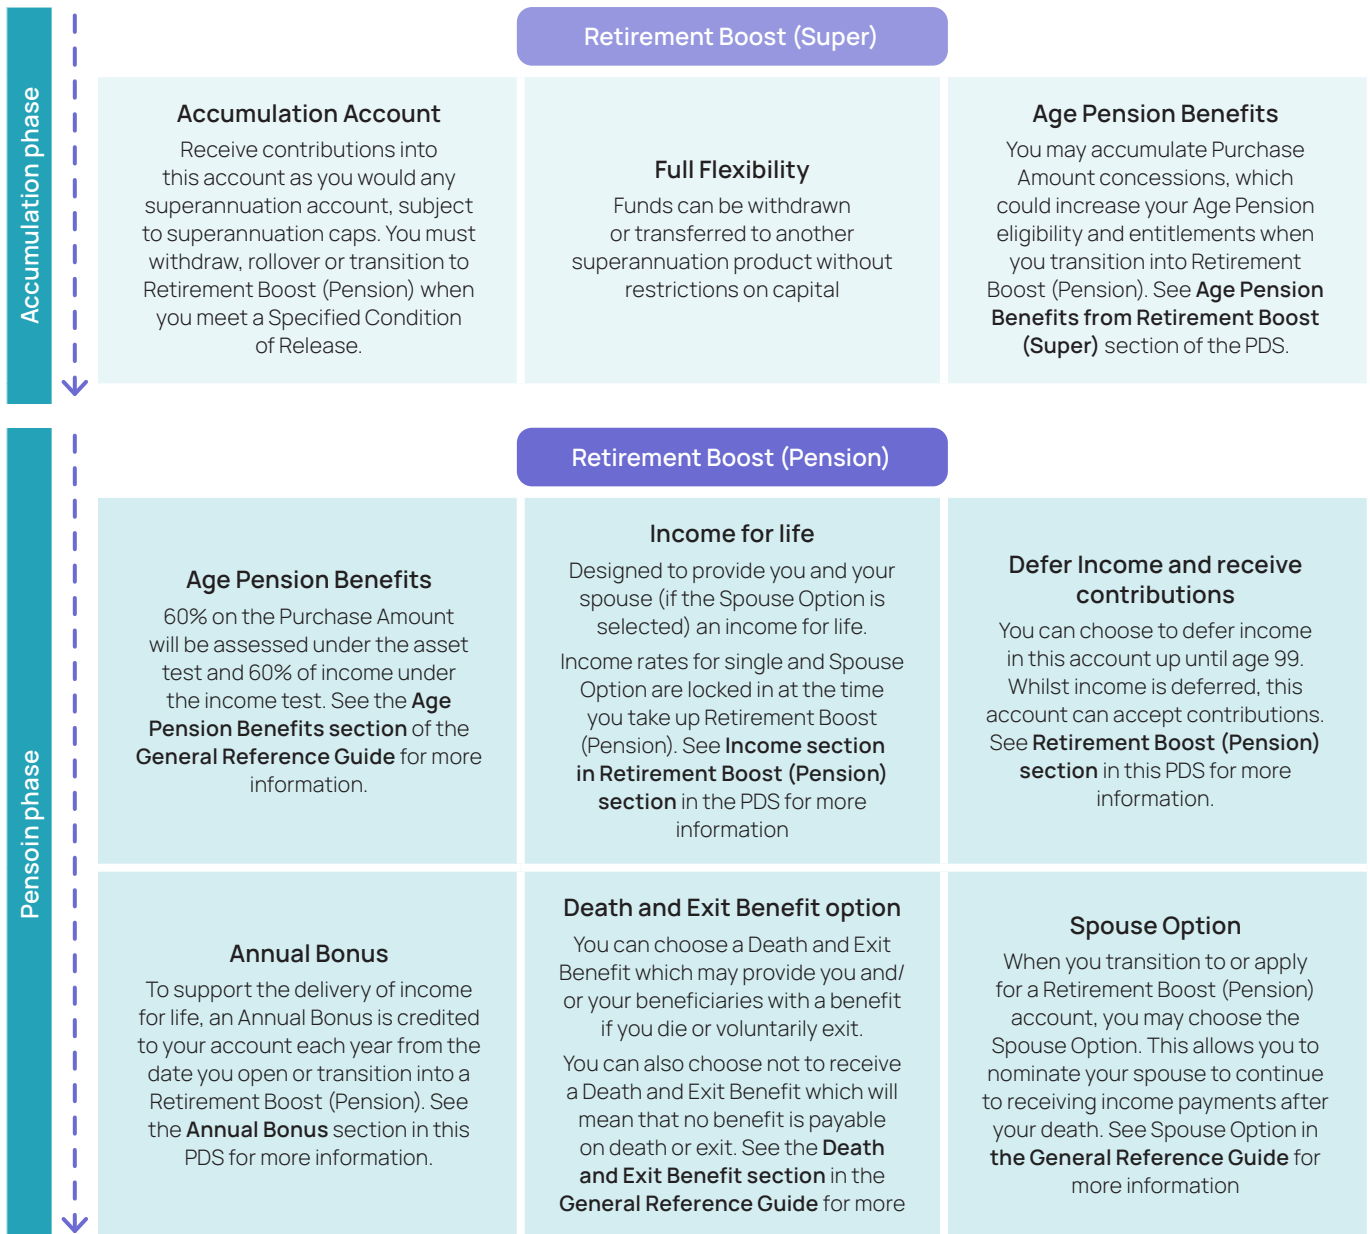 Accumulation phase
Retirement Boost (Super)
Accumulation Account
Receive contributions into
this account as you would any
superannuation account, subject
to superannuation caps. You must
withdraw, rollover or transition to
Retirement Boost (Pension) when
you meet a Specified Condition
of Release.
Full Flexibility
Funds can be withdrawn
or transferred to another
superannuation product without
restrictions on capital
Age Pension Benefits
You may accumulate Purchase
Amount concessions, which
could increase your Age Pension
eligibility and entitlements when
you transition into Retirement
Boost (Pension). See Age Pension
Benefits from Retirement Boost
(Super) section of the PDS.
Pensoin phase
Retirement Boost (Pension)
Age Pension Benefits
60% on the Purchase Amount
will be assessed under the asset
test and 60% of income under
the income test. See the Age
Pension Benefits section of the
General Reference Guide for more
information.
Income for life
Designed to provide you and your
spouse (if the Spouse Option is
selected) an income for life.
Income rates for single and Spouse
Option are locked in at the time
you take up Retirement Boost
(Pension). See Income section
in Retirement Boost (Pension)
section in the PDS for more
information
Defer Income and receive
contributions
You can choose to defer income
in this account up until age 99.
Whilst income is deferred, this
account can accept contributions.
See Retirement Boost (Pension)
section in this PDS for more
information.
Annual Bonus
To support the delivery of income
for life, an Annual Bonus is credited
to your account each year from the
date you open or transition into a
Retirement Boost (Pension). See
the Annual Bonus section in this
PDS for more information.
Death and Exit Benefit option
You can choose a Death and Exit
Benefit which may provide you and/
or your beneficiaries with a benefit
if you die or voluntarily exit.
You can also choose not to receive
a Death and Exit Benefit which will
mean that no benefit is payable
on death or exit. See the Death
and Exit Benefit section in the
General Reference Guide for more
Spouse Option
When you transition to or apply
for a Retirement Boost (Pension)
account, you may choose the
Spouse Option. This allows you to
nominate your spouse to continue
to receiving income payments after
your death. See Spouse Option in
the General Reference Guide for
more information